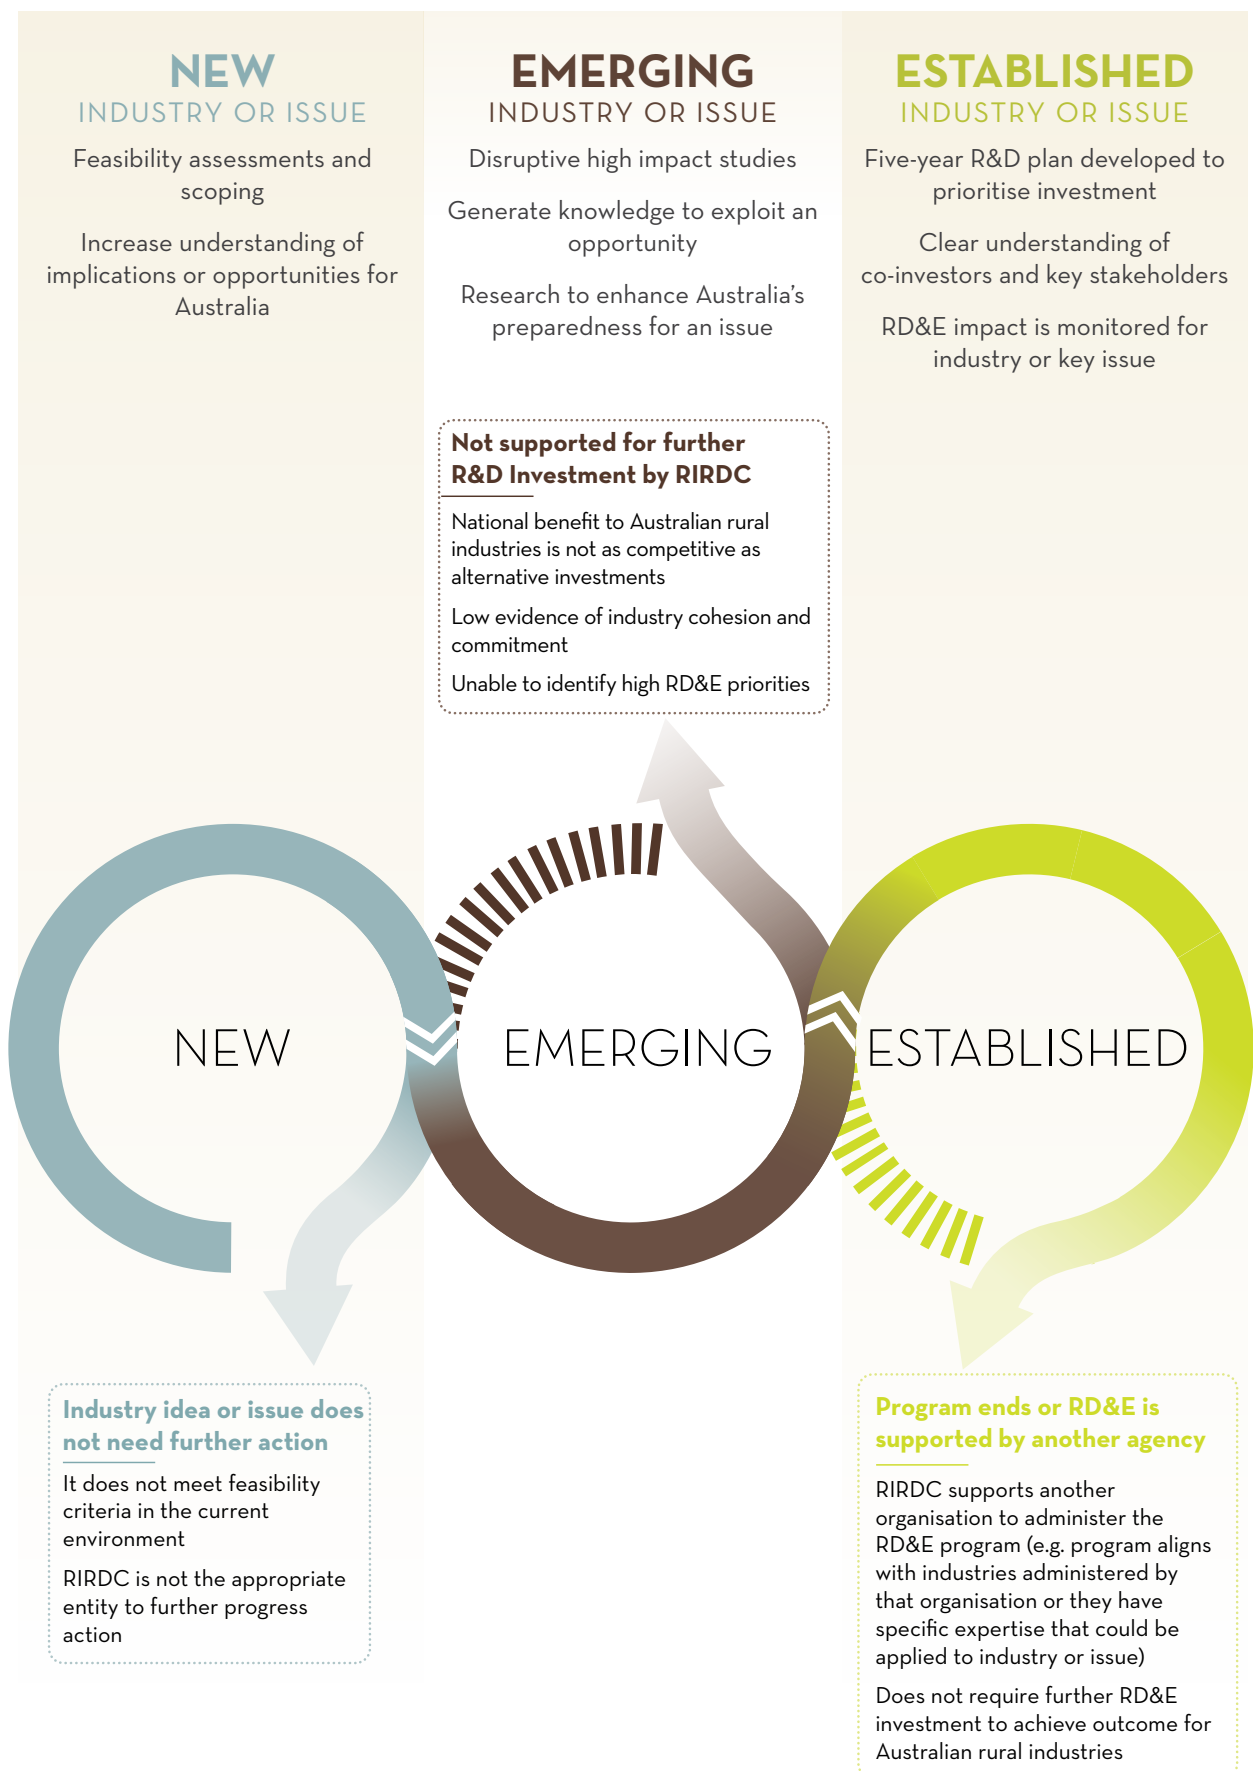 NEW
INDUSTRY OR ISSUE
Feasibility assessments and
scoping
Increase understanding of
implications or opportunities for
Australia
EMERGING
INDUSTRY OR ISSUE
Disruptive high impact studies
Generate knowledge to exploit an
opportunity
Research to enhance Australia’s
preparedness for an issue
ESTABLISHED
INDUSTRY OR ISSUE
Five-year R&D plan developed to
prioritise investment
Clear understanding of
co-investors and key stakeholders
RD&E impact is monitored for
industry or key issue
Not supported for further
R&D Investment by RIRDC
National benefit to Australian rural
industries is not as competitive as
alternative investments
Low evidence of industry cohesion and
commitment
Unable to identify high RD&E priorities
NEW
EMERGING
ESTABLISHED
Industry idea or issue does
not need further action
It does not meet feasibility
criteria in the current
environment
RIRDC is not the appropriate
entity to further progress
action
Program ends or RD&E is
supported by another agency
RIRDC supports another
organisation to administer the
RD&E program (e.g. program aligns
with industries administered by
that organisation or they have
specific expertise that could be
applied to industry or issue)
Does not require further RD&E
investment to achieve outcome for
Australian rural industries